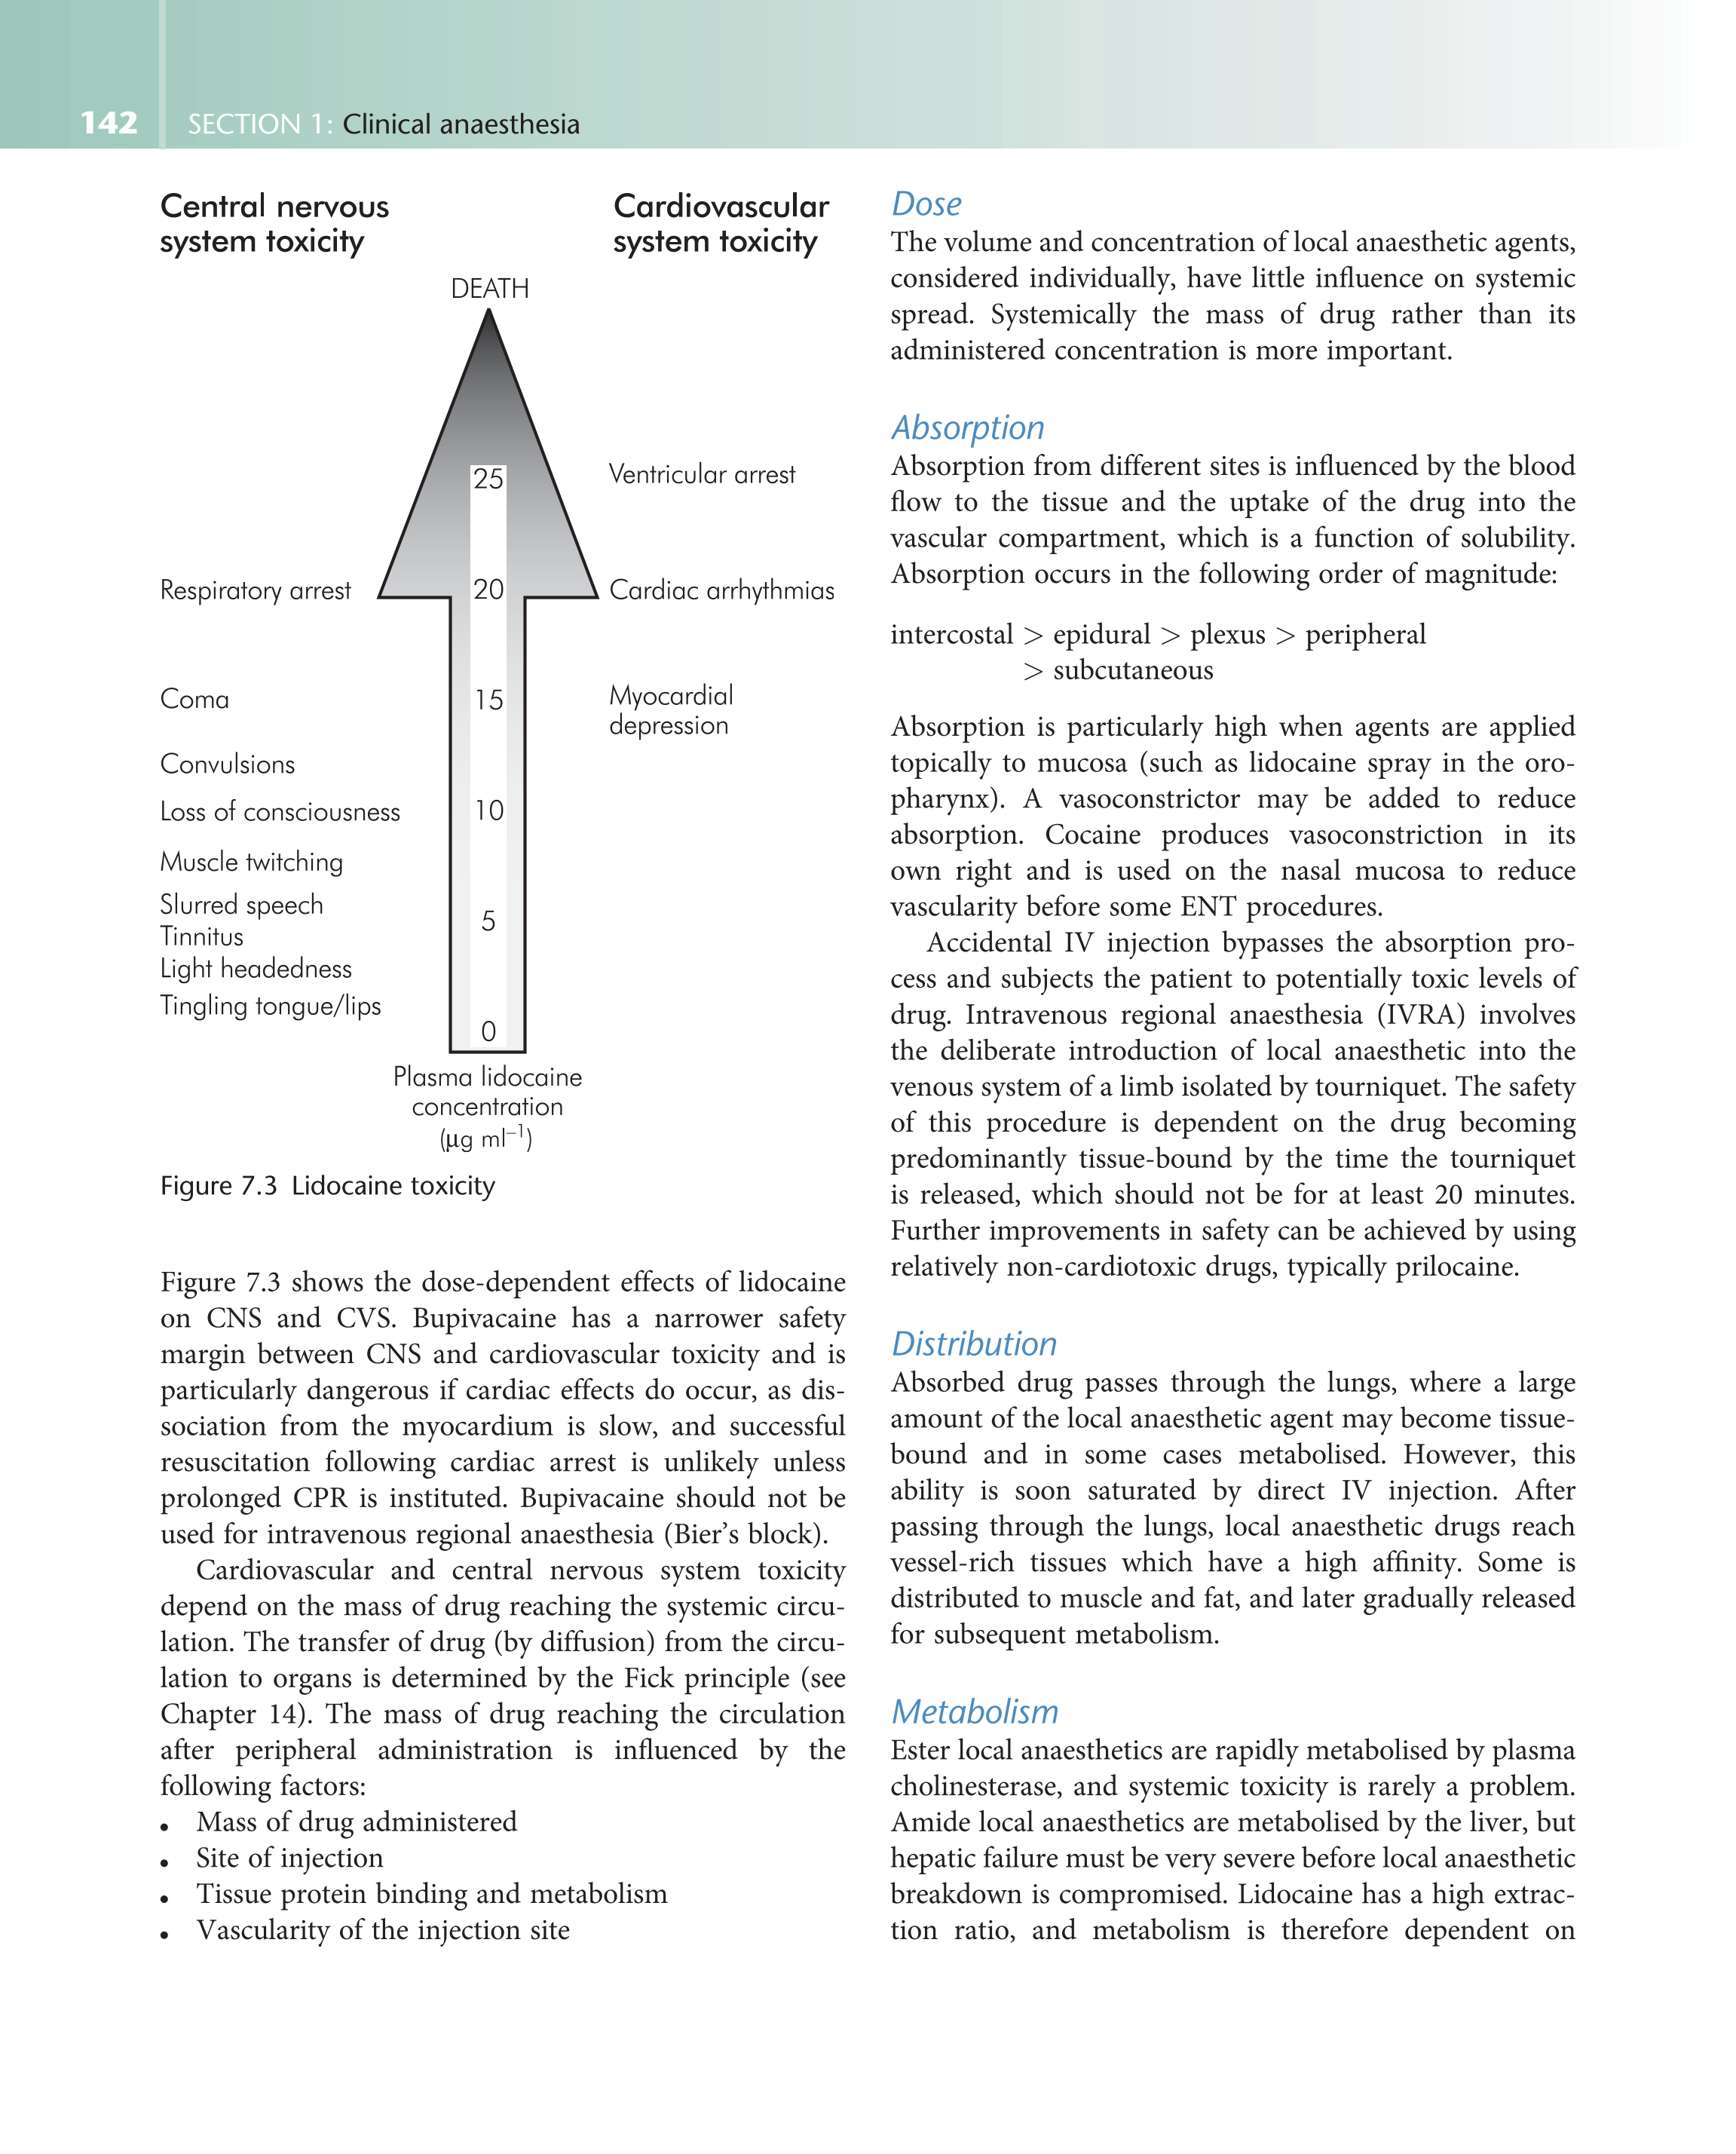 142
SECTION 1: Clinical anaesthesia
Central nervous
system toxicity
Cardiovascular
system toxicity
DEATH
25
Ventricular arrest
Respiratory arrest
20
Cardiac arrhythmias
Coma
15
Myocardial
depression
Convulsions
Loss of consciousness
10
Muscle twitching
Slurred speech
5
Tinnitus
Light headedness
Tingling tongue/lips
0
Plasma lidocaine
concentration
(µg ml⁻¹)
Figure 7.3 Lidocaine toxicity
Figure 7.3 shows the dose-dependent effects of lidocaine
on CNS and CVS. Bupivacaine has a narrower safety
margin between CNS and cardiovascular toxicity and is
particularly dangerous if cardiac effects do occur, as dis-
sociation from the myocardium is slow, and successful
resuscitation following cardiac arrest is unlikely unless
prolonged CPR is instituted. Bupivacaine should not be
used for intravenous regional anaesthesia (Bier's block).
Cardiovascular and central nervous system toxicity
depend on the mass of drug reaching the systemic circu-
lation. The transfer of drug (by diffusion) from the circu-
lation to organs is determined by the Fick principle (see
Chapter 14). The mass of drug reaching the circulation
after peripheral administration is influenced by the
following factors:
• Mass of drug administered
• Site of injection
• Tissue protein binding and metabolism
• Vascularity of the injection site
Dose
The volume and concentration of local anaesthetic agents,
considered individually, have little influence on systemic
spread. Systemically the mass of drug rather than its
administered concentration is more important.
Absorption
Absorption from different sites is influenced by the blood
flow to the tissue and the uptake of the drug into the
vascular compartment, which is a function of solubility.
Absorption occurs in the following order of magnitude:
intercostal > epidural > plexus > peripheral
> subcutaneous
Absorption is particularly high when agents are applied
topically to mucosa (such as lidocaine spray in the oro-
pharynx). A vasoconstrictor may be added to reduce
absorption. Cocaine produces vasoconstriction in its
own right and is used on the nasal mucosa to reduce
vascularity before some ENT procedures.
Accidental IV injection bypasses the absorption pro-
cess and subjects the patient to potentially toxic levels of
drug. Intravenous regional anaesthesia (IVRA) involves
the deliberate introduction of local anaesthetic into the
venous system of a limb isolated by tourniquet. The safety
of this procedure is dependent on the drug becoming
predominantly tissue-bound by the time the tourniquet
is released, which should not be for at least 20 minutes.
Further improvements in safety can be achieved by using
relatively non-cardiotoxic drugs, typically prilocaine.
Distribution
Absorbed drug passes through the lungs, where a large
amount of the local anaesthetic agent may become tissue-
bound and in some cases metabolised. However, this
ability is soon saturated by direct IV injection. After
passing through the lungs, local anaesthetic drugs reach
vessel-rich tissues which have a high affinity. Some is
distributed to muscle and fat, and later gradually released
for subsequent metabolism.
Metabolism
Ester local anaesthetics are rapidly metabolised by plasma
cholinesterase, and systemic toxicity is rarely a problem.
Amide local anaesthetics are metabolised by the liver, but
hepatic failure must be very severe before local anaesthetic
breakdown is compromised. Lidocaine has a high extrac-
tion ratio, and metabolism is therefore dependent on